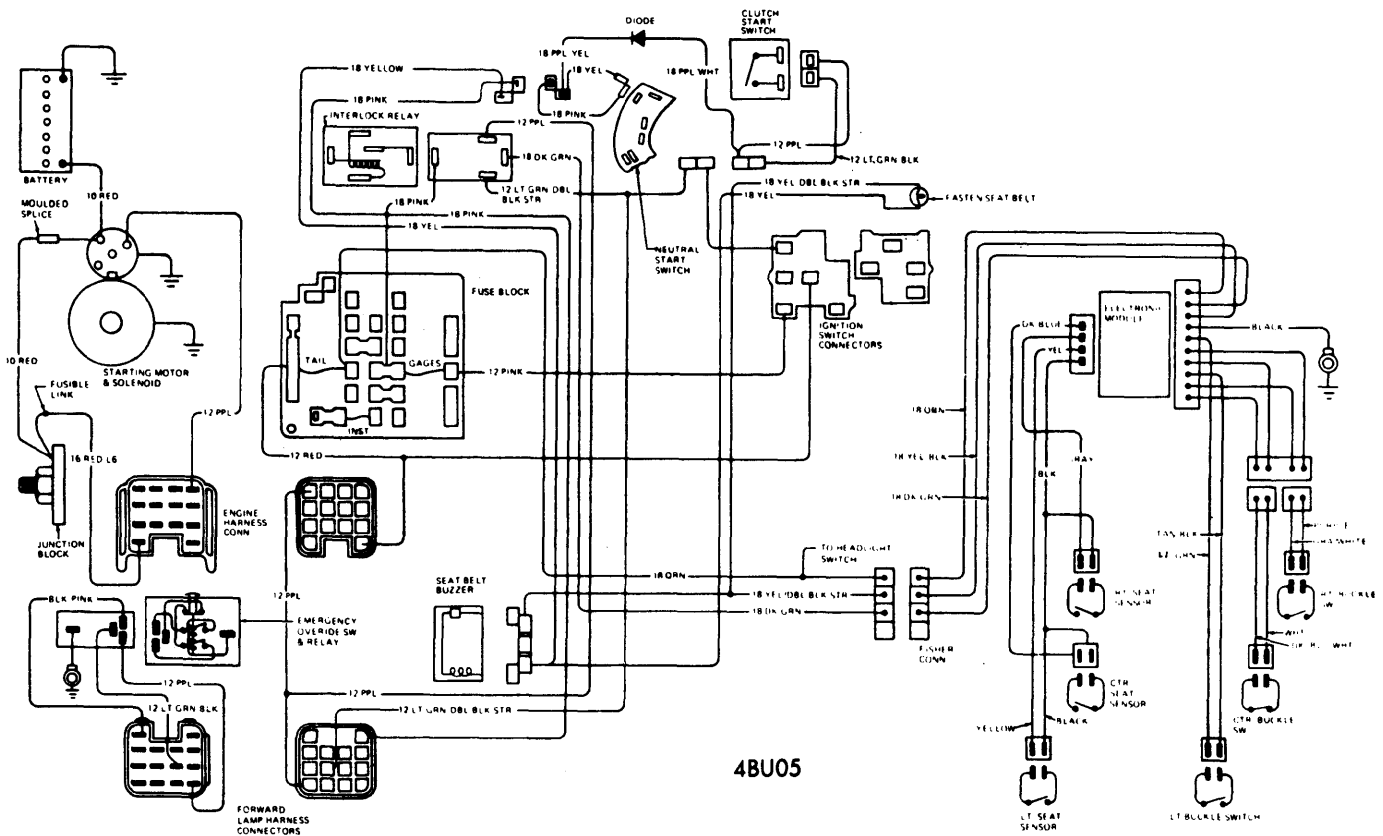 CLUTCH
START
SWITCH
DIODE
18 PPL YEL
18 YELLOW
18 YEL
18 PPL WHT
18 PINK
18 PINK
INTERLOCK RELAY
12 PPL
12 PPL
18 DK GRN
12 LT.GRN BLK
BATTERY
10 RED
MOULDED
SPLICE
12 LT GRN DBL
BLK STR
18 YEL DBL BLK STR
18 YEL
FASTEN SEAT BELT
18 PINK
18 PINK
18 YEL
NEUTRAL
START
SWITCH
FUSE BLOCK
IGNITION
SWITCH
CONNECTORS
ELECTRONIC
MODULE
DK BLUE
YEL
BLACK
TAIL
GAGES
12 PINK
10 RED
STARTING MOTOR
& SOLENOID
FUSIBLE
LINK
12 PPL
INST
18 ORN
12 RED
16 RED L6
18 YEL BLK
BLK
18 DK GRN
ENGINE
HARNESS
CONN
JUNCTION
BLOCK
TAN BLK
TO HEADLIGHT
SWITCH
18 ORN
SEAT BELT
BUZZER
12 PPL
18 YEL/DBL BLK STR
18 DK GRN
BLK PINK
EMERGENCY
OVERIDE SW
& RELAY
RT SEAT
SENSOR
RT BUCKLE
SW
FISHER
CONN
WHT
12 PPL
12 PPL
12 LT GRN BLK
12 LT GRN DBL BLK STR
CTR
SEAT
SENSOR
CTR BUCKLE
SW
YELLOW
BLACK
4BU05
FORWARD
LAMP HARNESS
CONNECTORS
LT SEAT
SENSOR
LT BUCKLE SWITCH